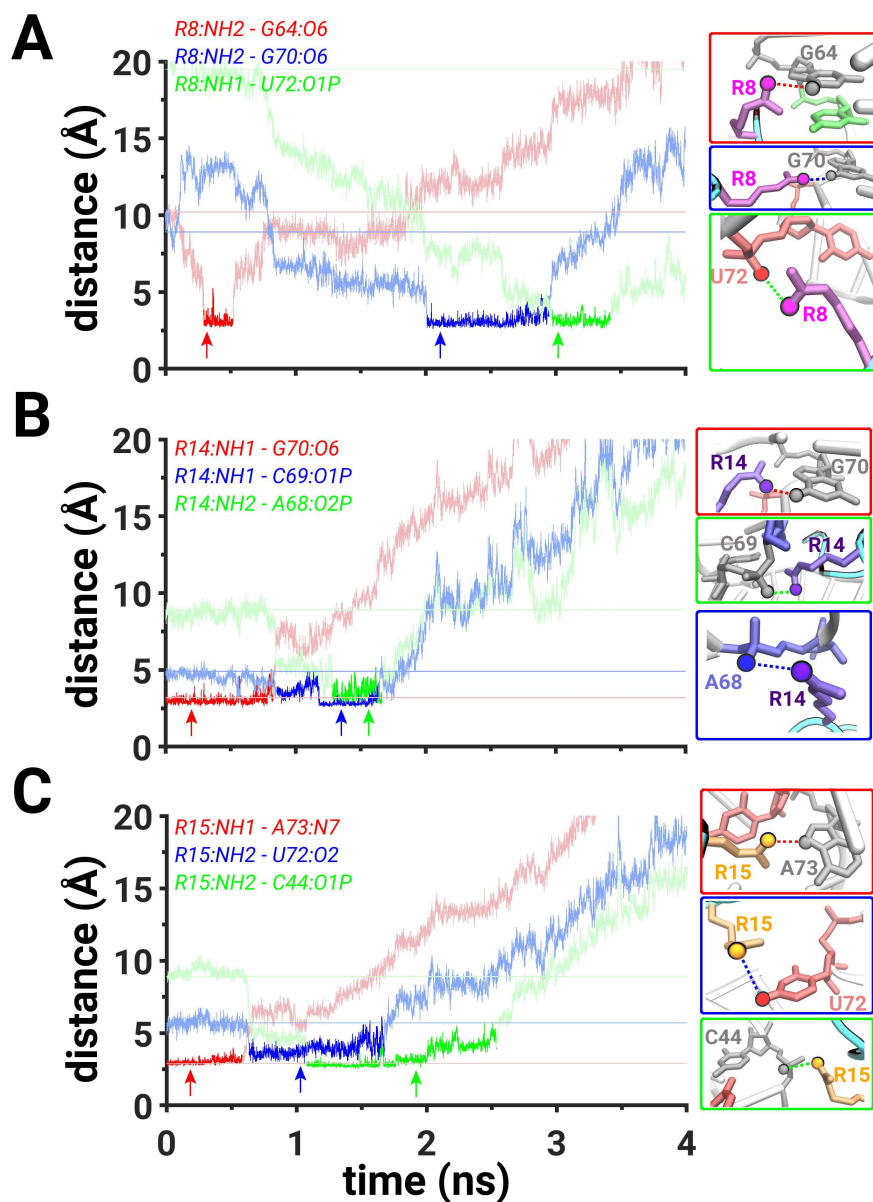 A
R8:NH2 - G64:O6
R8:NH2 - G70:O6
R8:NH1 - U72:O1P
distance (Å)
20
15
10
5
0
G64
R8
G70
R8
U72
R8
B
R14:NH1 - G70:O6
R14:NH1 - C69:O1P
R14:NH2 - A68:O2P
distance (Å)
20
15
10
5
0
R14
G70
C69
R14
A68
R14
C
R15:NH1 - A73:N7
R15:NH2 - U72:O2
R15:NH2 - C44:O1P
distance (Å)
20
15
10
5
0
R15
A73
R15
U72
C44
R15
0 1 2 3 4
time (ns)